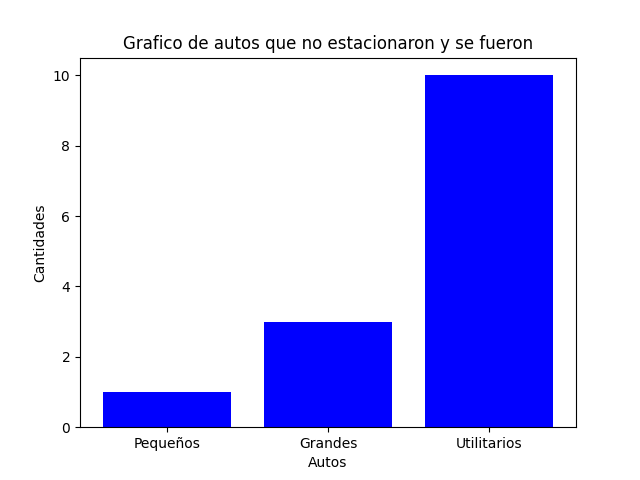 Grafico de autos que no estacionaron y se fueron
10
8
6
4
2
0
Cantidades
Pequeños
Grandes
Utilitarios
Autos